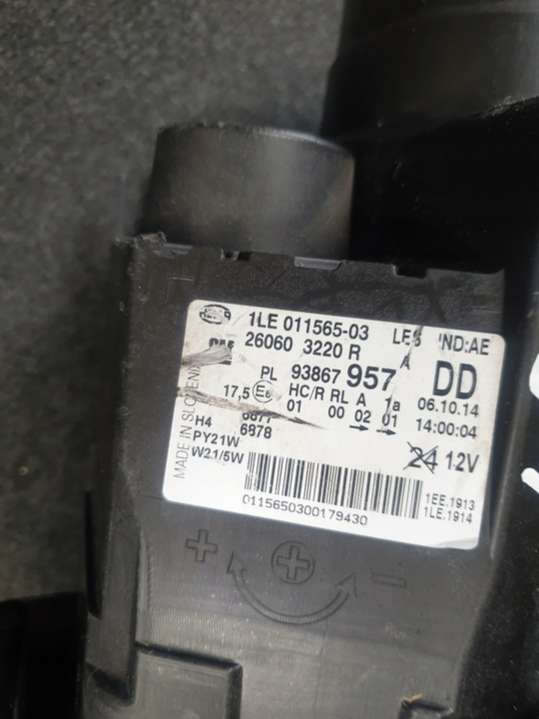 1LE 011565-03 IND:AE
26060 3220 R A
PL 93867 957 DD
17,5 HC/R RL A 1a 06.10.14
01 00 02 01 14:00:04
H4 6978
PY21W
W21/5W
24 12V
MADE IN SLOVENIA
1EE.1913
1LE.1914
0115650300179430
+ + −